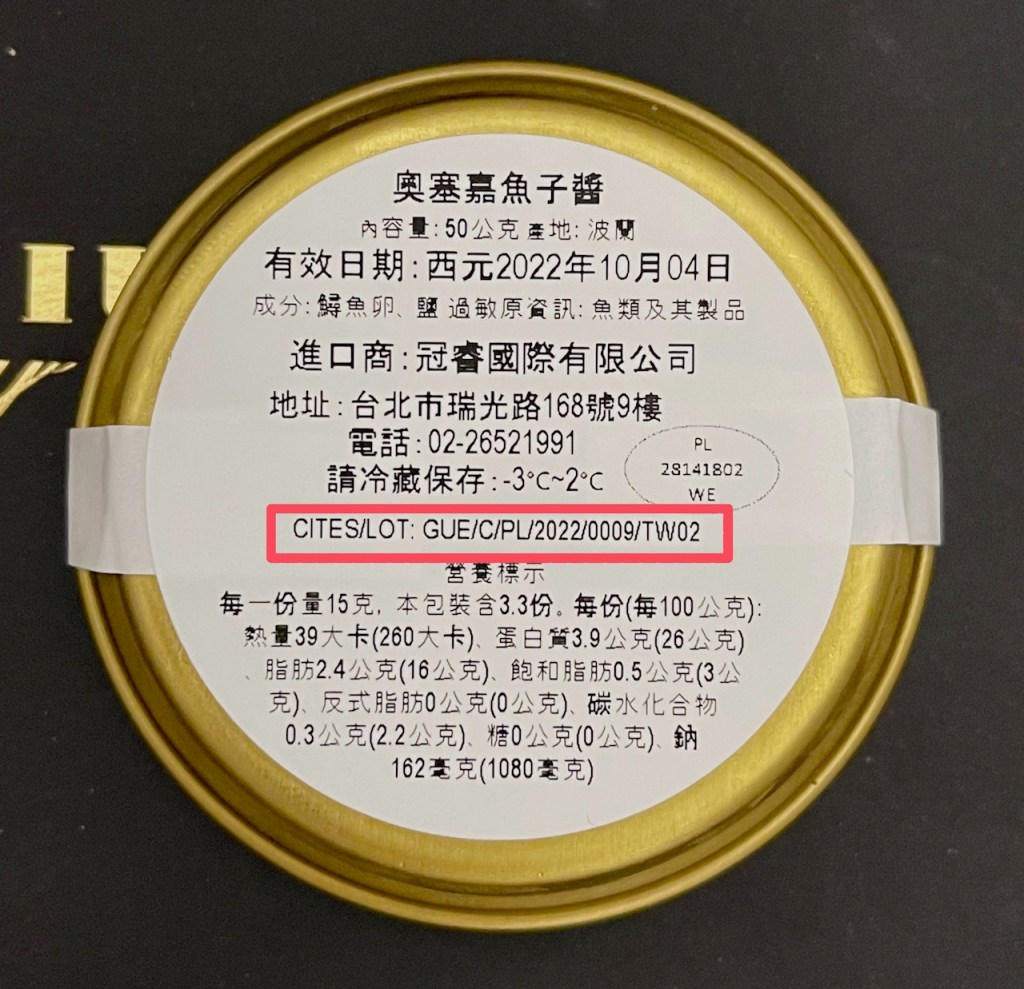 IU
奧塞嘉魚子醬
內容量: 50公克 產地: 波蘭
有效日期: 西元2022年10月04日
成分: 鱘魚卵、鹽 過敏原資訊: 魚類及其製品
進口商: 冠睿國際有限公司
地址: 台北市瑞光路168號9樓
電話: 02-26521991
請冷藏保存: -3°C~2°C
PL
28141802
WE
CITES/LOT: GUE/C/PL/2022/0009/TW02
營養標示
每一份量15克, 本包裝含3.3份。每份(每100公克):
熱量39大卡(260大卡)、蛋白質3.9公克(26公克)
、脂肪2.4公克(16公克)、飽和脂肪0.5公克(3公
克)、反式脂肪0公克(0公克)、碳水化合物
0.3公克(2.2公克)、糖0公克(0公克)、鈉
162毫克(1080毫克)